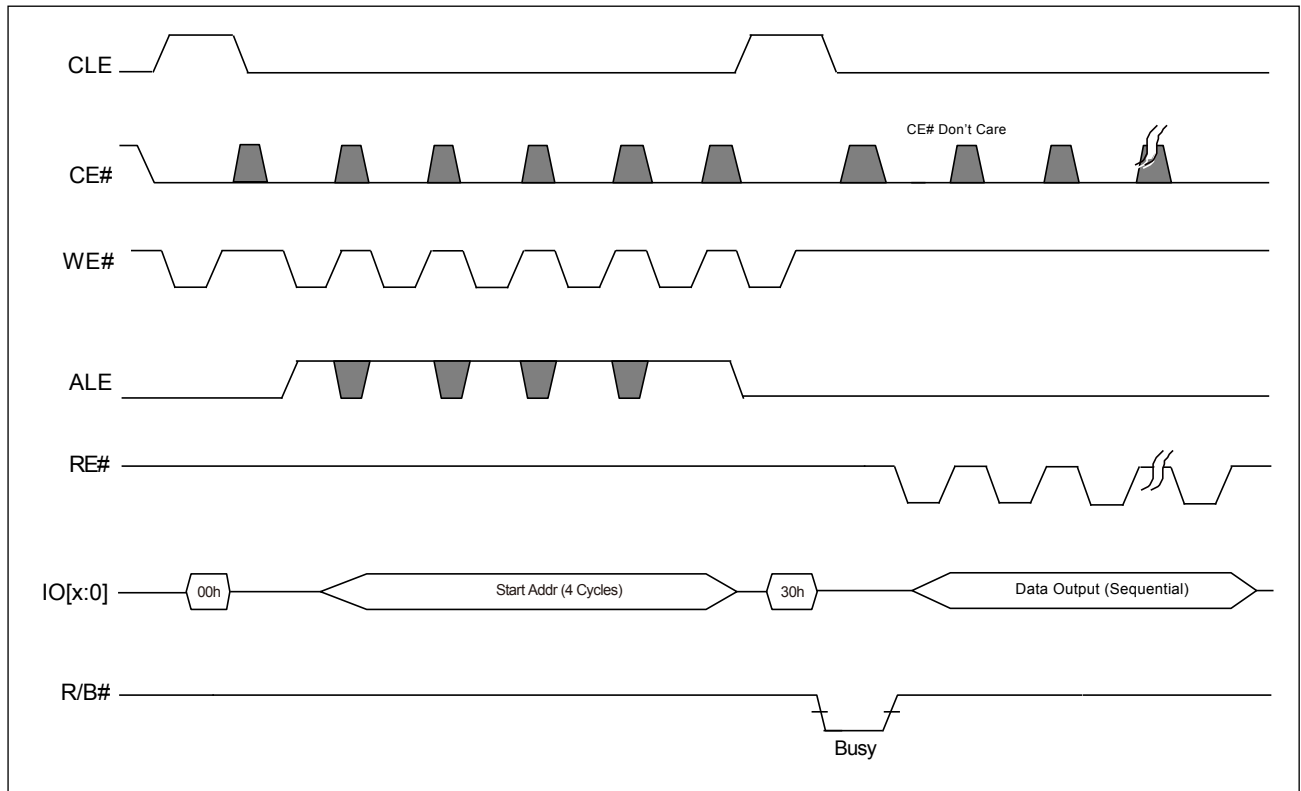 CLE
CE# Don't Care
CE#
WE#
ALE
RE#
IO[x:0]
00h
Start Addr (4 Cycles)
30h
Data Output (Sequential)
R/B#
Busy